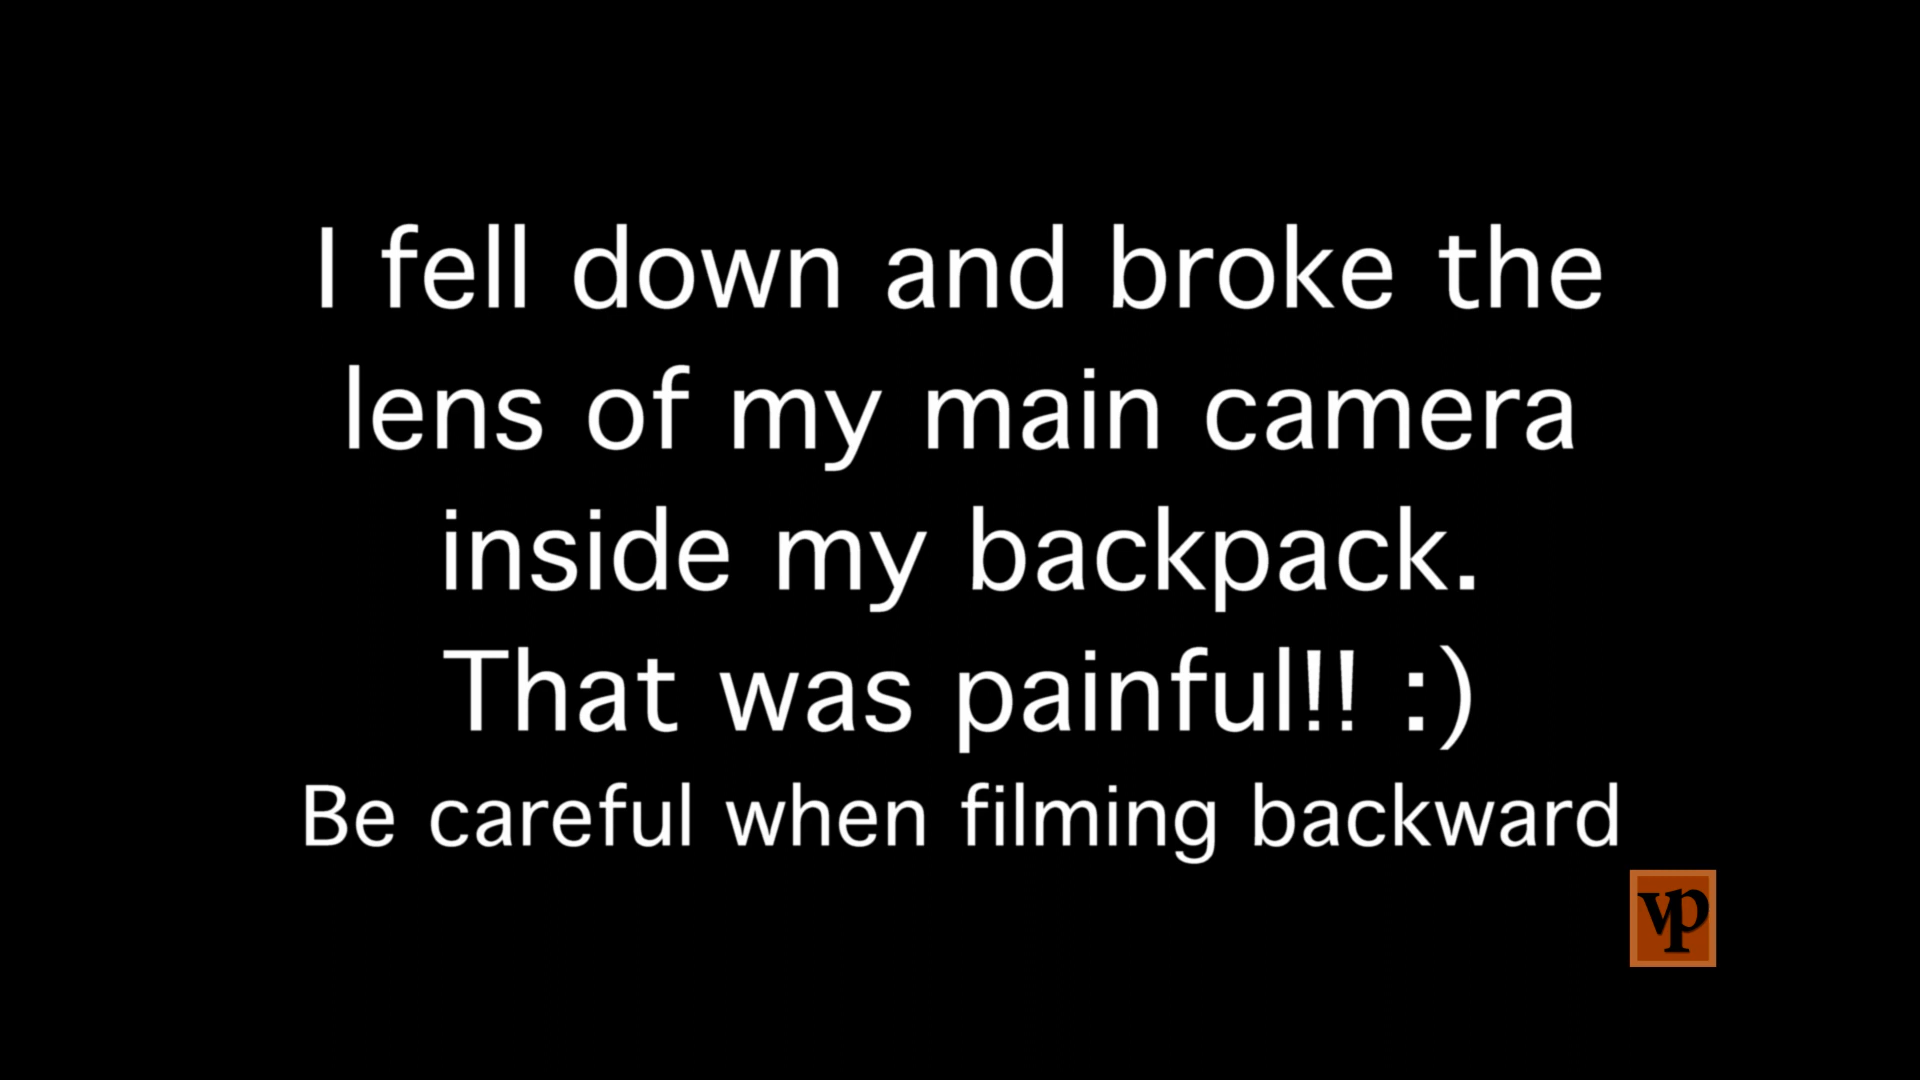 I fell down and broke the
lens of my main camera
inside my backpack.
That was painful!! :)
Be careful when filming backward
vp